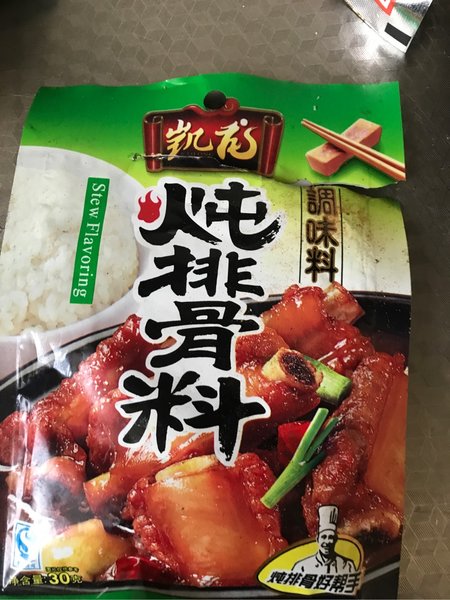 凯龙
調味料
Stew Flavoring
炖排骨料
净含量:30克
炖排骨好帮手